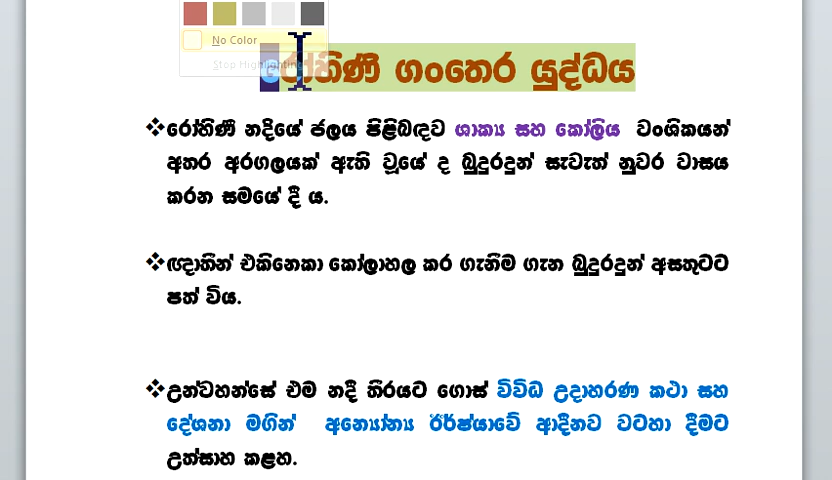 No Color
Stop Highlighting
රෝහිණී ගංතෙර යුද්ධය
❖රෝහිණී නදියේ ජලය පිළිබඳව ශාක්‍ය සහ කෝලිය වංශිකයන්
අතර අරගලයක් ඇති වූයේ ද බුදුරදුන් සැවැත් නුවර වාසය
කරන සමයේ දී ය.
❖ඥාතීන් එකිනෙකා කෝලාහල කර ගැනීම ගැන බුදුරදුන් අසතුටට
පත් විය.
❖උන්වහන්සේ එම නදී තීරයට ගොස් විවිධ උදාහරණ කථා සහ
දේශනා මගින් අන්‍යෝන්‍ය ඊර්ෂ්යාවේ ආදීනව වටහා දීමට
උත්සාහ කළහ.